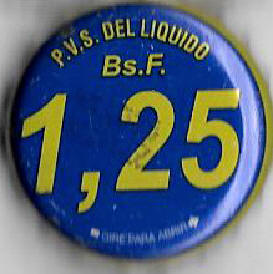 P.V.S. DEL LIQUIDO
Bs.F.
1,25
GIRE PARA ABRIR